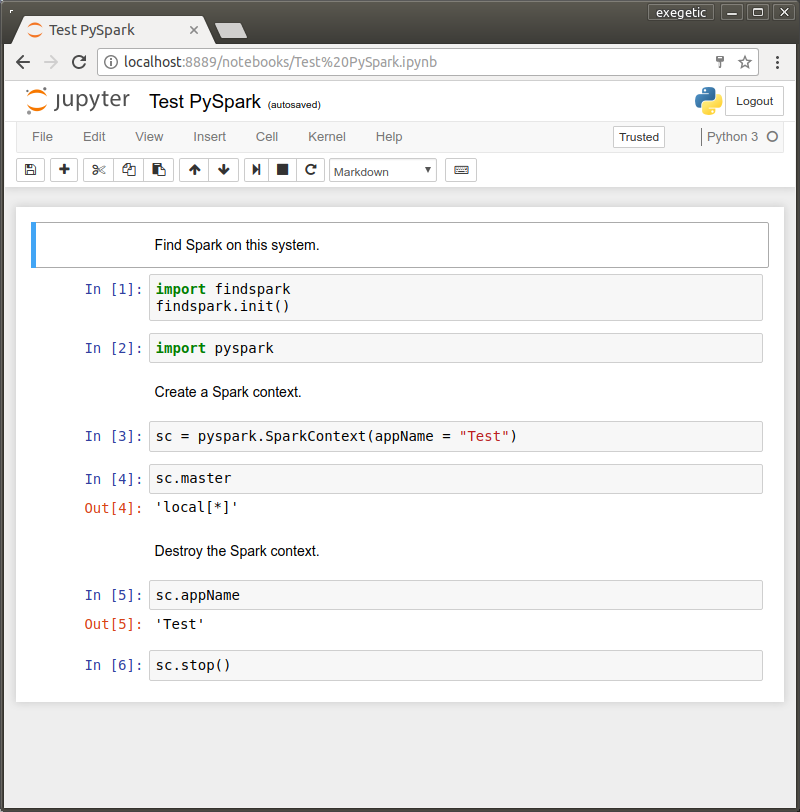 exegetic
Test PySpark
localhost:8889/notebooks/Test%20PySpark.ipynb
jupyter Test PySpark (autosaved) Logout
File Edit View Insert Cell Kernel Help Trusted Python 3
Markdown
Find Spark on this system.
In [1]: import findspark
findspark.init()
In [2]: import pyspark
Create a Spark context.
In [3]: sc = pyspark.SparkContext(appName = "Test")
In [4]: sc.master
Out[4]: 'local[*]'
Destroy the Spark context.
In [5]: sc.appName
Out[5]: 'Test'
In [6]: sc.stop()